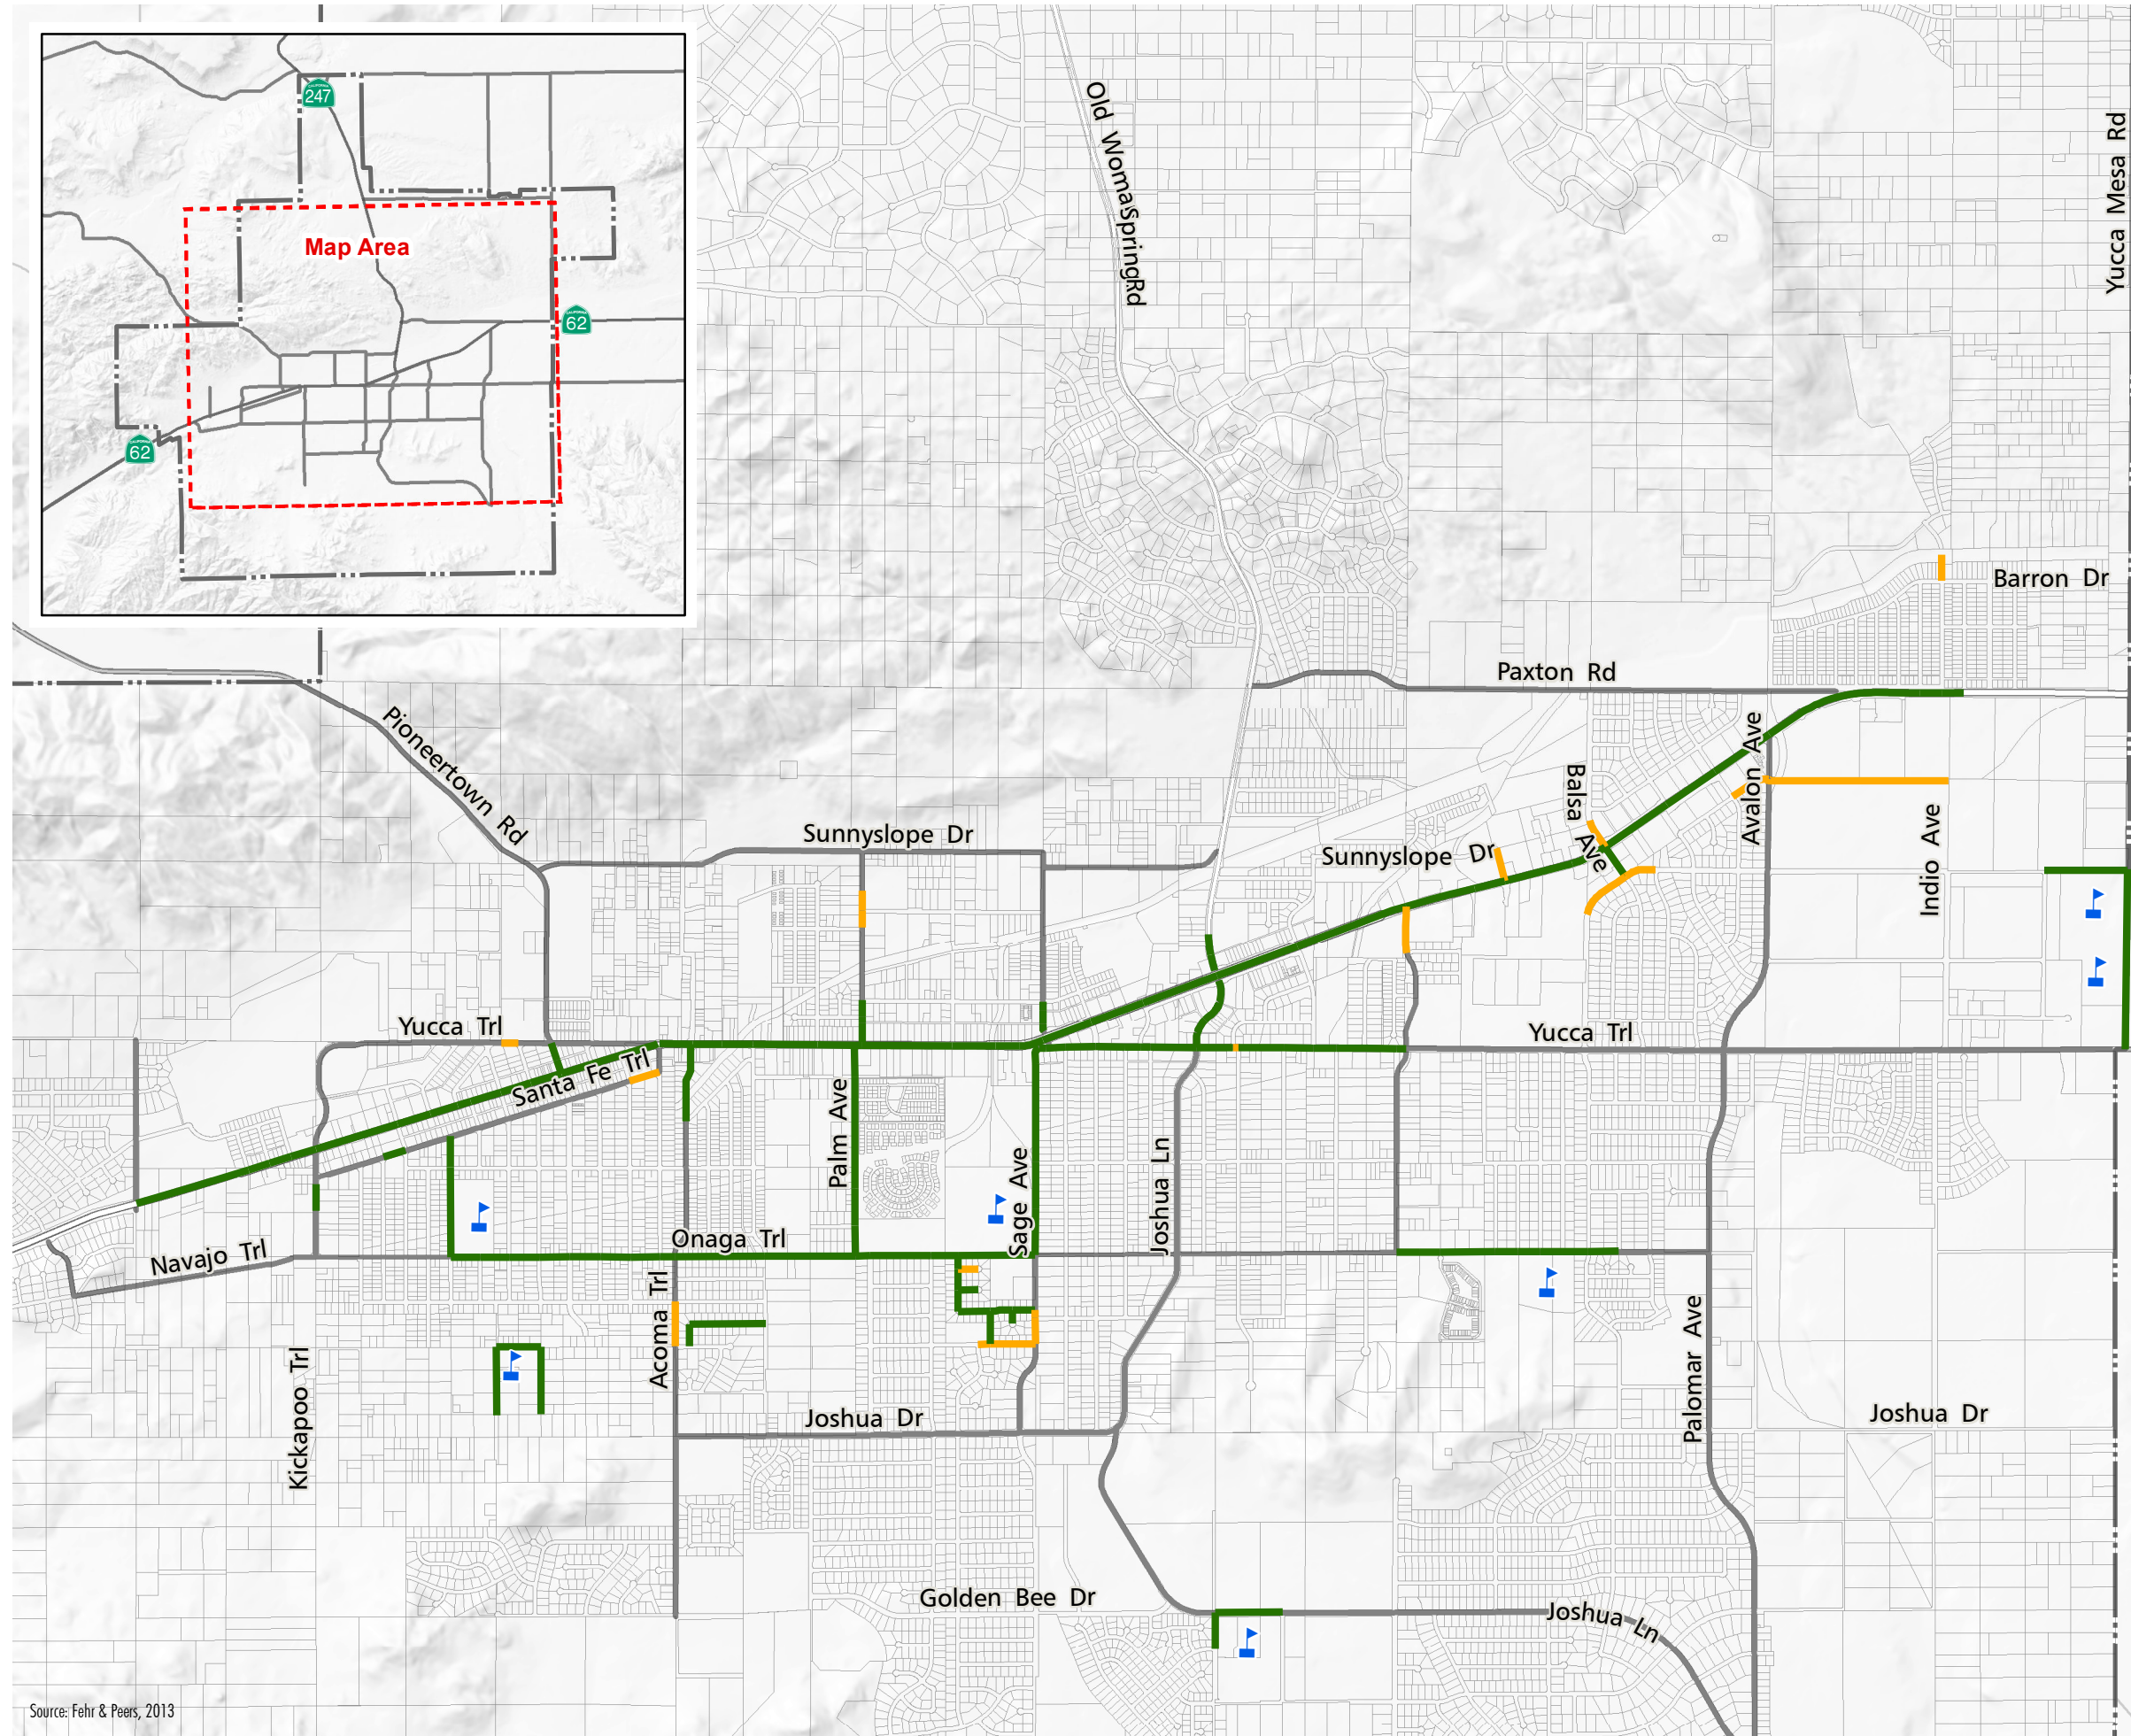 CALIFORNIA
247
Map Area
CALIFORNIA
62
CALIFORNIA
62
Old Woman Spring Rd
Yucca Mesa Rd
Barron Dr
Paxton Rd
Pioneertown Rd
Avalon Ave
Balsa Ave
Sunnyslope Dr
Sunnyslope Dr
Indio Ave
Yucca Trl
Yucca Trl
Santa Fe Trl
Palm Ave
Sage Ave
Joshua Ln
Onaga Trl
Navajo Trl
Acoma Trl
Kickapoo Trl
Palomar Ave
Joshua Dr
Joshua Dr
Golden Bee Dr
Joshua Ln
Source: Fehr & Peers, 2013